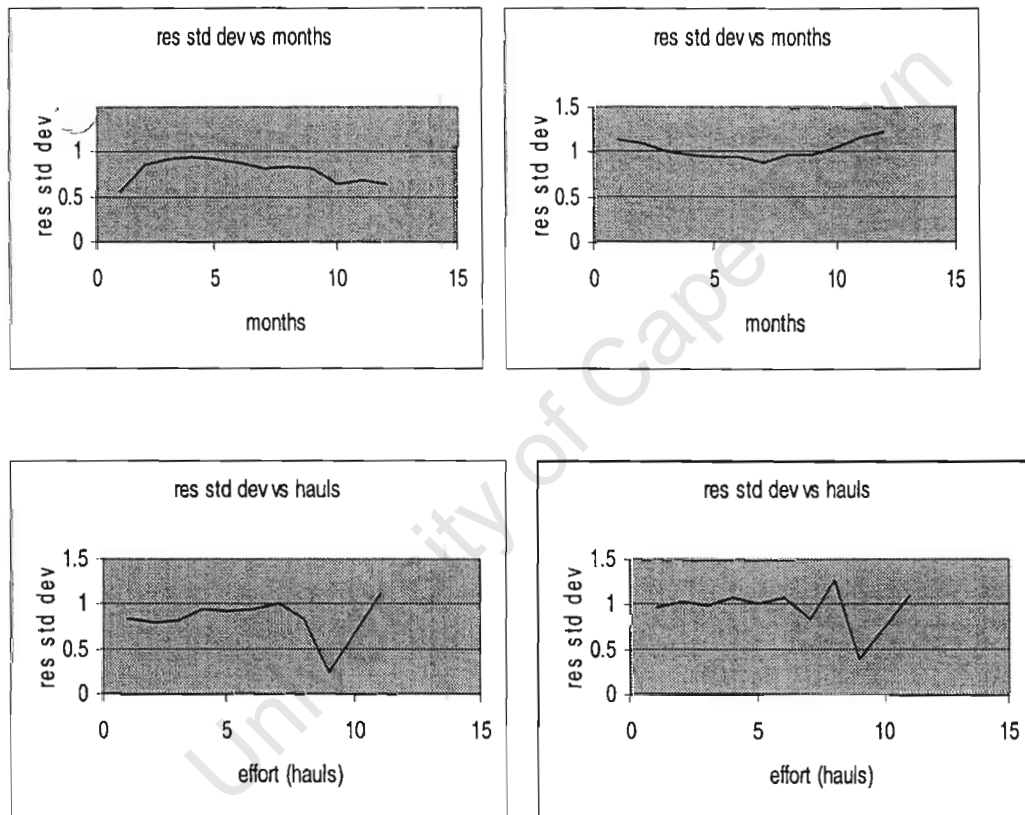 res std dev vs months
res std dev
1
0.5
0
0 5 10 15
months
res std dev vs months
res std dev
1.5
1
0.5
0
0 5 10 15
months
res std dev vs hauls
res std dev
1.5
1
0.5
0
0 5 10 15
effort (hauls)
res std dev vs hauls
res std dev
1.5
1
0.5
0
0 5 10 15
effort (hauls)
University of Cape Town